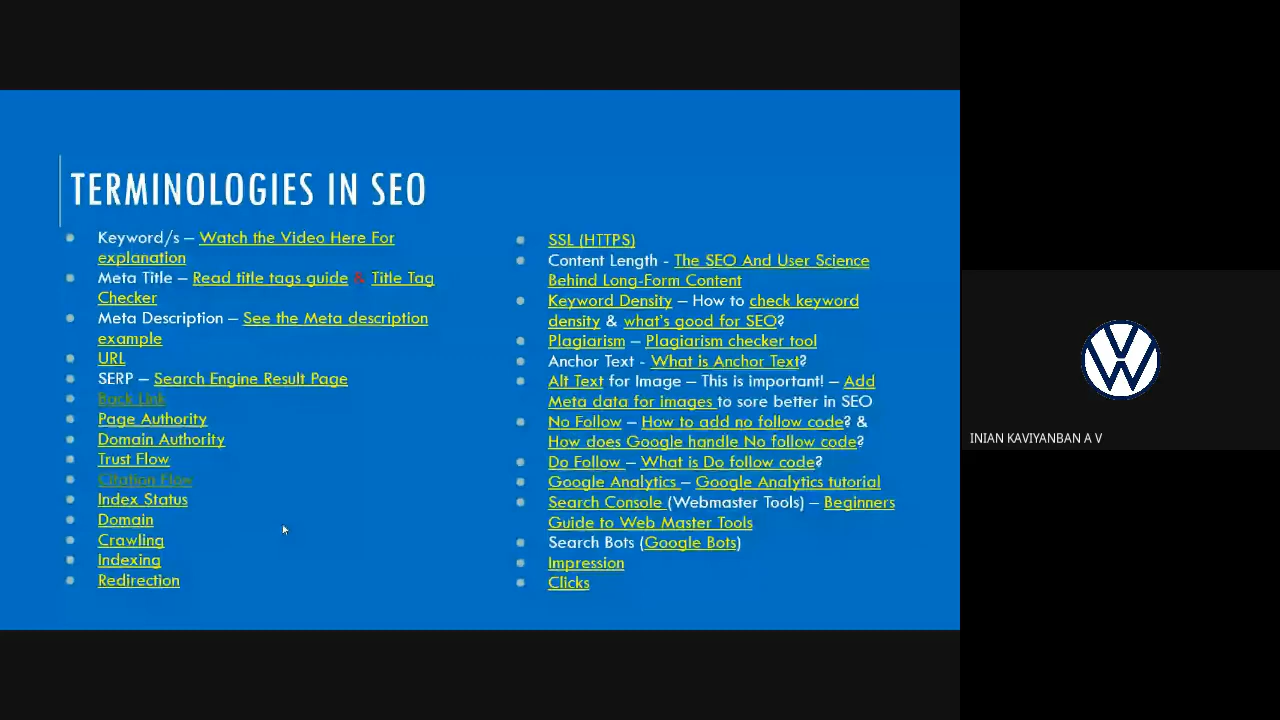 TERMINOLOGIES IN SEO
Keyword/s – Watch the Video Here For
explanation
Meta Title – Read title tags guide & Title Tag
Checker
Meta Description – See the Meta description
example
URL
SERP – Search Engine Result Page
Back Link
Page Authority
Domain Authority
Trust Flow
Citation Flow
Index Status
Domain
Crawling
Indexing
Redirection
SSL (HTTPS)
Content Length - The SEO And User Science
Behind Long-Form Content
Keyword Density – How to check keyword
density & what's good for SEO?
Plagiarism – Plagiarism checker tool
Anchor Text - What is Anchor Text?
Alt Text for Image – This is important! – Add
Meta data for images to sore better in SEO
No Follow – How to add no follow code? &
How does Google handle No follow code?
Do Follow – What is Do follow code?
Google Analytics – Google Analytics tutorial
Search Console (Webmaster Tools) – Beginners
Guide to Web Master Tools
Search Bots (Google Bots)
Impression
Clicks
INIAN KAVIYANBAN A V